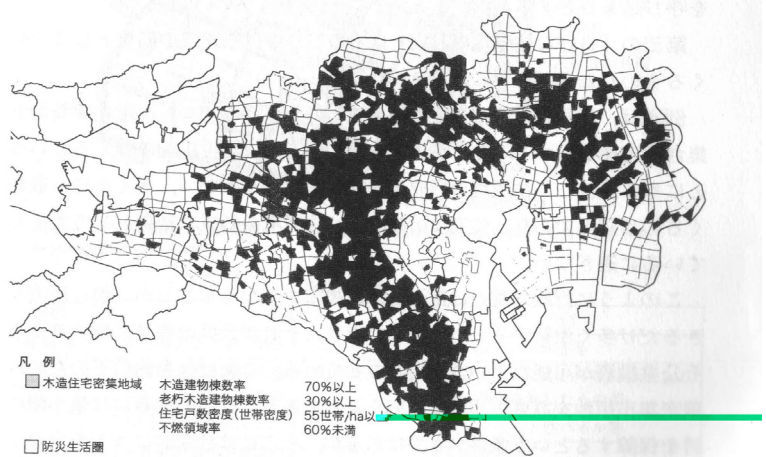 凡 例
木造住宅密集地域 木造建物棟数率 70%以上
老朽木造建物棟数率 30%以上
住宅戸数密度(世帯密度) 55世帯/ha以
不燃領域率 60%未満
防災生活圏